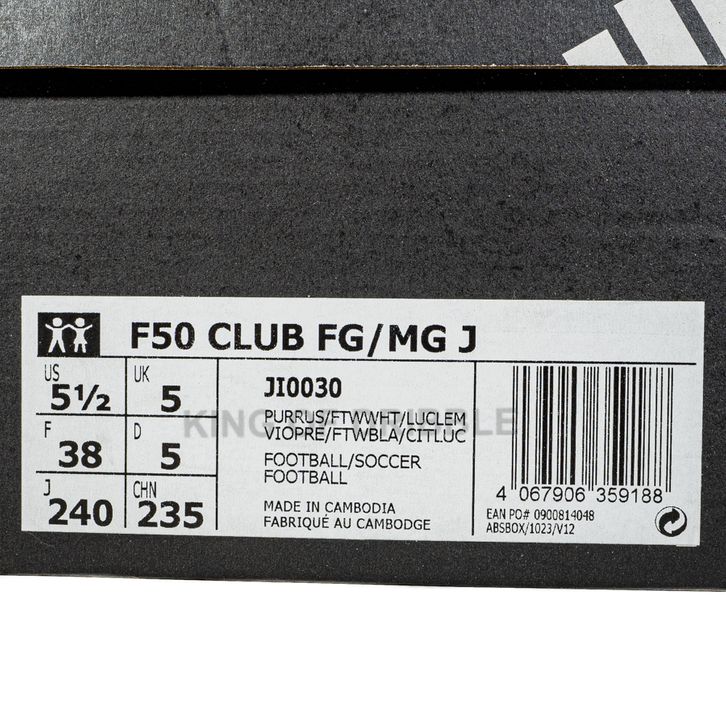 F50 CLUB FG/MG J
US
5½
UK
5
F
38
D
5
J
240
CHN
235
JI0030
PURRUS/FTWWHT/LUCLEM
VIOPRE/FTWBLA/CITLUC
FOOTBALL/SOCCER
FOOTBALL
MADE IN CAMBODIA
FABRIQUÉ AU CAMBODGE
4 067906 359188
EAN PO# 0900814048
ABSBOX/1023/V12